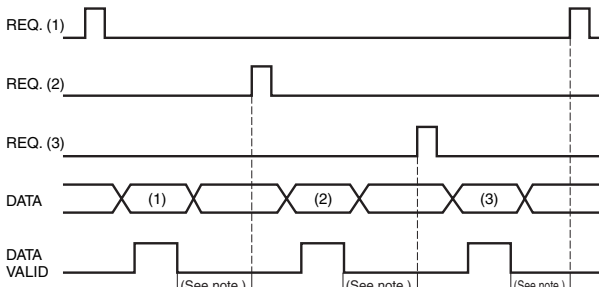 REQ. (1)
REQ. (2)
REQ. (3)
DATA (1) (2) (3)
DATA
VALID
(See note.) (See note.) (See note.)